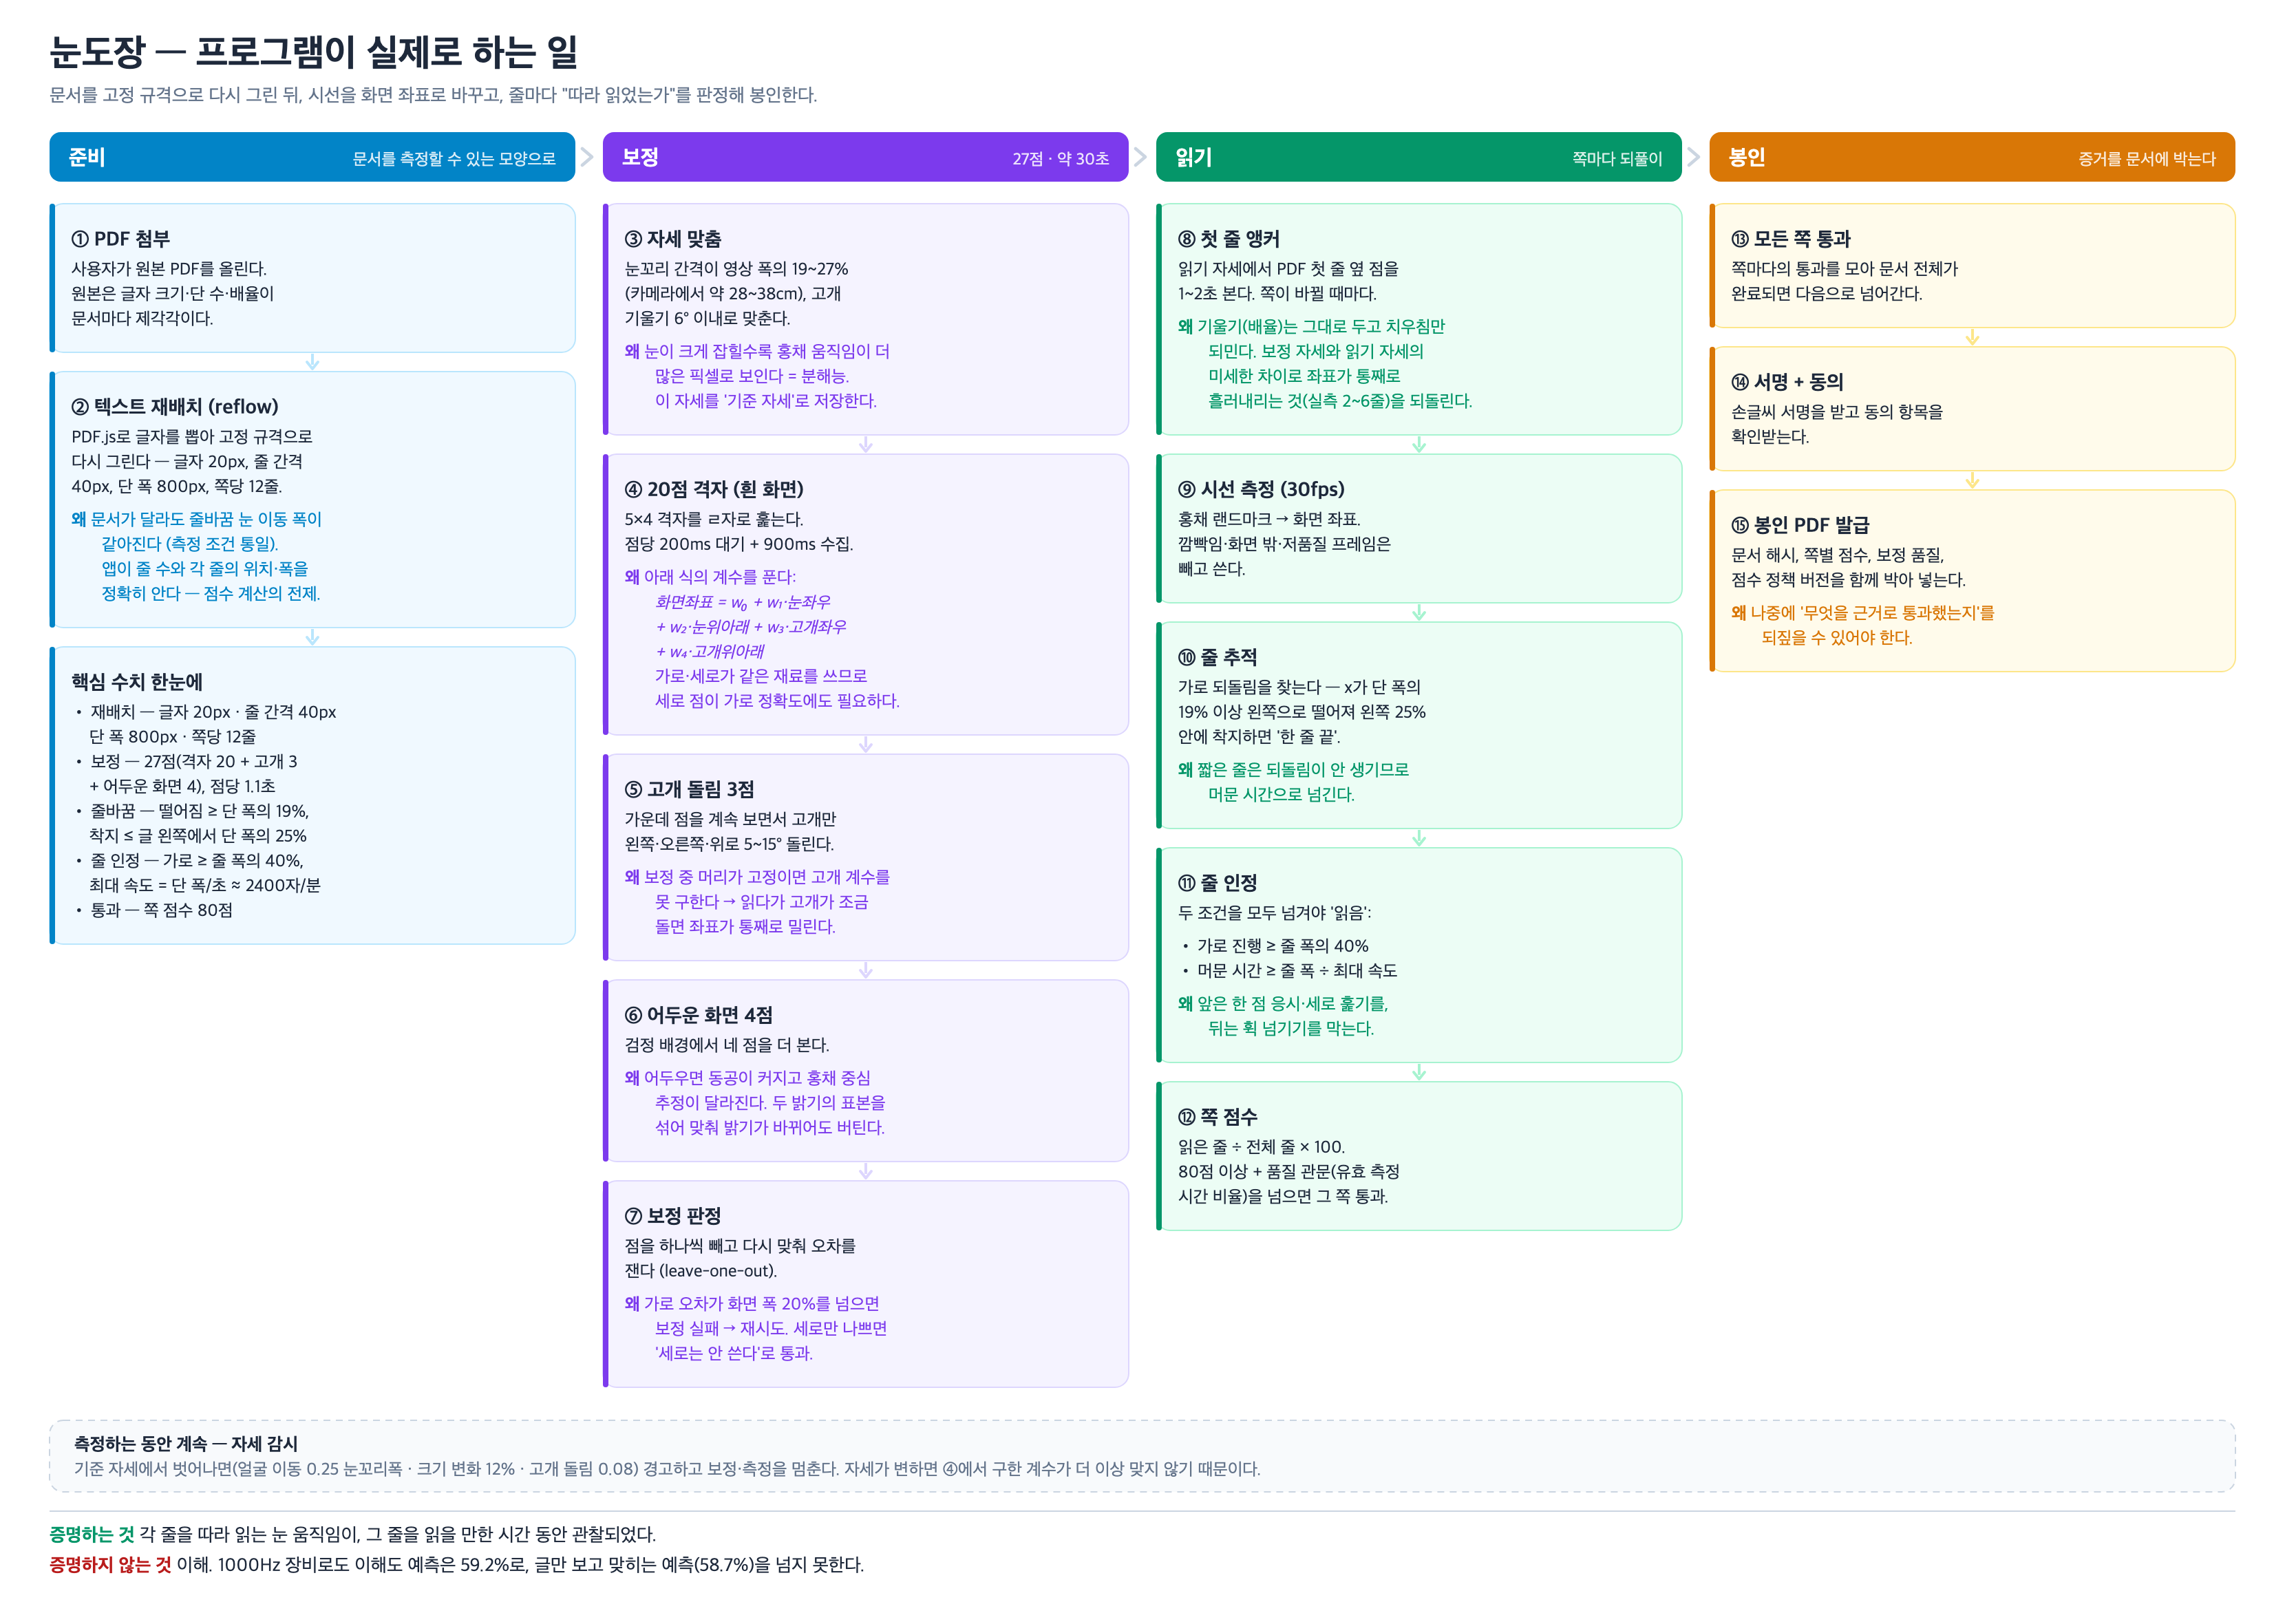 눈도장 — 프로그램이 실제로 하는 일
문서를 고정 규격으로 다시 그린 뒤, 시선을 화면 좌표로 바꾸고, 줄마다 "따라 읽었는가"를 판정해 봉인한다.
준비 문서를 측정할 수 있는 모양으로
① PDF 첨부
사용자가 원본 PDF를 올린다.
원본은 글자 크기·단 수·배율이
문서마다 제각각이다.
② 텍스트 재배치 (reflow)
PDF.js로 글자를 뽑아 고정 규격으로
다시 그린다 — 글자 20px, 줄 간격
40px, 단 폭 800px, 쪽당 12줄.
왜 문서가 달라도 줄바꿈 눈 이동 폭이
같아진다 (측정 조건 통일).
앱이 줄 수와 각 줄의 위치·폭을
정확히 안다 — 점수 계산의 전제.
핵심 수치 한눈에
• 재배치 — 글자 20px · 줄 간격 40px
단 폭 800px · 쪽당 12줄
• 보정 — 27점(격자 20 + 고개 3
+ 어두운 화면 4), 점당 1.1초
• 줄바꿈 — 떨어짐 ≥ 단 폭의 19%,
착지 ≤ 글 왼쪽에서 단 폭의 25%
• 줄 인정 — 가로 ≥ 줄 폭의 40%,
최대 속도 = 단 폭/초 ≈ 2400자/분
• 통과 — 쪽 점수 80점
보정 27점 · 약 30초
③ 자세 맞춤
눈꼬리 간격이 영상 폭의 19~27%
(카메라에서 약 28~38cm), 고개
기울기 6° 이내로 맞춘다.
왜 눈이 크게 잡힐수록 홍채 움직임이 더
많은 픽셀로 보인다 = 분해능.
이 자세를 '기준 자세'로 저장한다.
④ 20점 격자 (흰 화면)
5×4 격자를 ㄹ자로 훑는다.
점당 200ms 대기 + 900ms 수집.
왜 아래 식의 계수를 푼다:
화면좌표 = w₀ + w₁·눈좌우
+ w₂·눈위아래 + w₃·고개좌우
+ w₄·고개위아래
가로·세로가 같은 재료를 쓰므로
세로 점이 가로 정확도에도 필요하다.
⑤ 고개 돌림 3점
가운데 점을 계속 보면서 고개만
왼쪽·오른쪽·위로 5~15° 돌린다.
왜 보정 중 머리가 고정이면 고개 계수를
못 구한다 → 읽다가 고개가 조금
돌면 좌표가 통째로 밀린다.
⑥ 어두운 화면 4점
검정 배경에서 네 점을 더 본다.
왜 어두우면 동공이 커지고 홍채 중심
추정이 달라진다. 두 밝기의 표본을
섞어 맞춰 밝기가 바뀌어도 버틴다.
⑦ 보정 판정
점을 하나씩 빼고 다시 맞춰 오차를
잰다 (leave-one-out).
왜 가로 오차가 화면 폭 20%를 넘으면
보정 실패 → 재시도. 세로만 나쁘면
'세로는 안 쓴다'로 통과.
읽기 쪽마다 되풀이
⑧ 첫 줄 앵커
읽기 자세에서 PDF 첫 줄 옆 점을
1~2초 본다. 쪽이 바뀔 때마다.
왜 기울기(배율)는 그대로 두고 치우침만
되민다. 보정 자세와 읽기 자세의
미세한 차이로 좌표가 통째로
흘러내리는 것(실측 2~6줄)을 되돌린다.
⑨ 시선 측정 (30fps)
홍채 랜드마크 → 화면 좌표.
깜빡임·화면 밖·저품질 프레임은
빼고 쓴다.
⑩ 줄 추적
가로 되돌림을 찾는다 — x가 단 폭의
19% 이상 왼쪽으로 떨어져 왼쪽 25%
안에 착지하면 '한 줄 끝'.
왜 짧은 줄은 되돌림이 안 생기므로
머문 시간으로 넘긴다.
⑪ 줄 인정
두 조건을 모두 넘겨야 '읽음':
• 가로 진행 ≥ 줄 폭의 40%
• 머문 시간 ≥ 줄 폭 ÷ 최대 속도
왜 앞은 한 점 응시·세로 훑기를,
뒤는 휙 넘기기를 막는다.
⑫ 쪽 점수
읽은 줄 ÷ 전체 줄 × 100.
80점 이상 + 품질 관문(유효 측정
시간 비율)을 넘으면 그 쪽 통과.
봉인 증거를 문서에 박는다
⑬ 모든 쪽 통과
쪽마다의 통과를 모아 문서 전체가
완료되면 다음으로 넘어간다.
⑭ 서명 + 동의
손글씨 서명을 받고 동의 항목을
확인받는다.
⑮ 봉인 PDF 발급
문서 해시, 쪽별 점수, 보정 품질,
점수 정책 버전을 함께 박아 넣는다.
왜 나중에 '무엇을 근거로 통과했는지'를
되짚을 수 있어야 한다.
측정하는 동안 계속 — 자세 감시
기준 자세에서 벗어나면(얼굴 이동 0.25 눈꼬리폭 · 크기 변화 12% · 고개 돌림 0.08) 경고하고 보정·측정을 멈춘다. 자세가 변하면 ④에서 구한 계수가 더 이상 맞지 않기 때문이다.
증명하는 것 각 줄을 따라 읽는 눈 움직임이, 그 줄을 읽을 만한 시간 동안 관찰되었다.
증명하지 않는 것 이해. 1000Hz 장비로도 이해도 예측은 59.2%로, 글만 보고 맞히는 예측(58.7%)을 넘지 못한다.